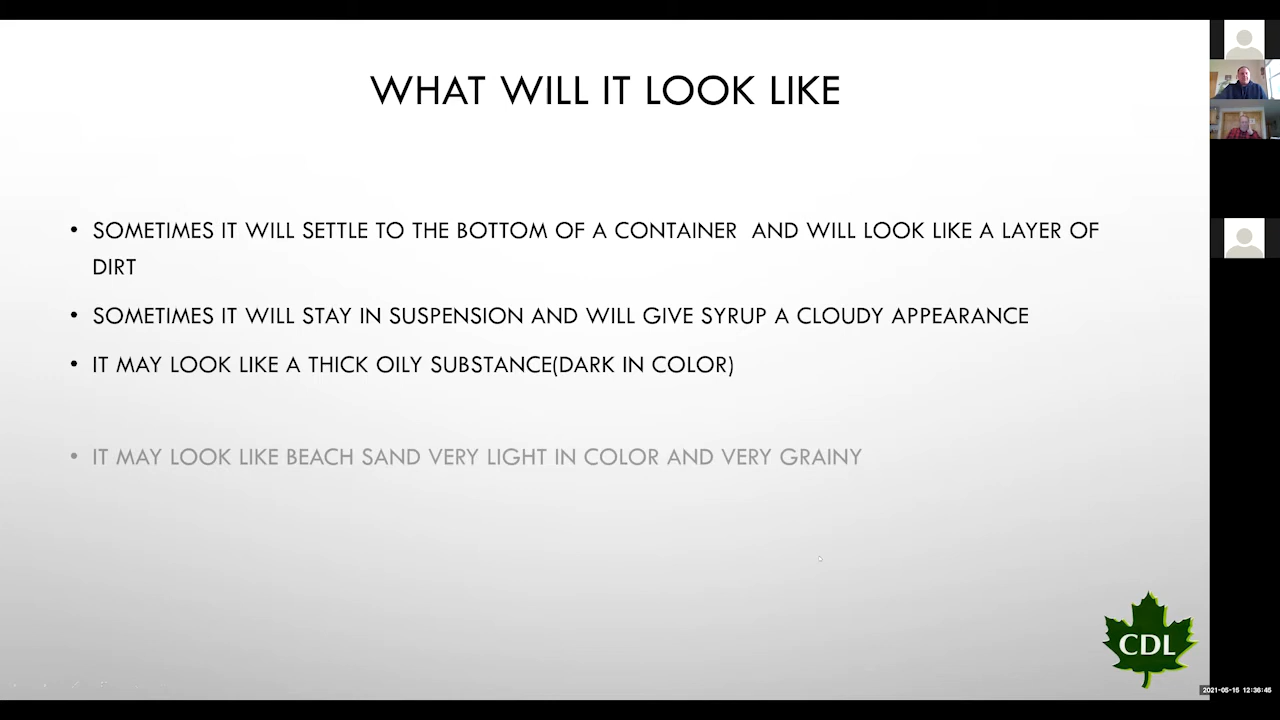 WHAT WILL IT LOOK LIKE
• SOMETIMES IT WILL SETTLE TO THE BOTTOM OF A CONTAINER  AND WILL LOOK LIKE A LAYER OF
DIRT
• SOMETIMES IT WILL STAY IN SUSPENSION AND WILL GIVE SYRUP A CLOUDY APPEARANCE
• IT MAY LOOK LIKE A THICK OILY SUBSTANCE(DARK IN COLOR)
• IT MAY LOOK LIKE BEACH SAND VERY LIGHT IN COLOR AND VERY GRAINY
CDL
2021-05-15 12:36:45